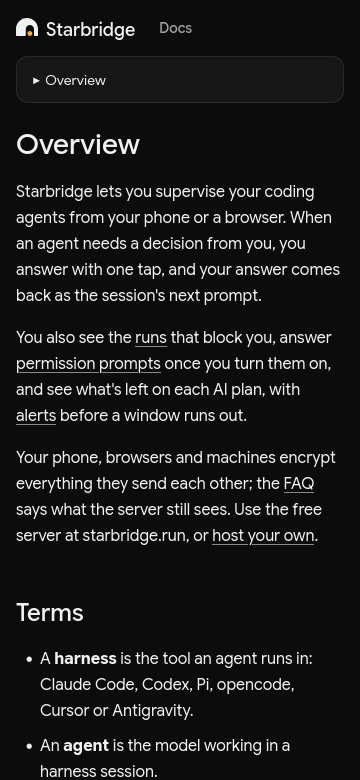 Starbridge Docs
▸ Overview
Overview
Starbridge lets you supervise your coding
agents from your phone or a browser. When
an agent needs a decision from you, you
answer with one tap, and your answer comes
back as the session's next prompt.
You also see the runs that block you, answer
permission prompts once you turn them on,
and see what's left on each AI plan, with
alerts before a window runs out.
Your phone, browsers and machines encrypt
everything they send each other; the FAQ
says what the server still sees. Use the free
server at starbridge.run, or host your own.
Terms
• A harness is the tool an agent runs in:
Claude Code, Codex, Pi, opencode,
Cursor or Antigravity.
• An agent is the model working in a
harness session.